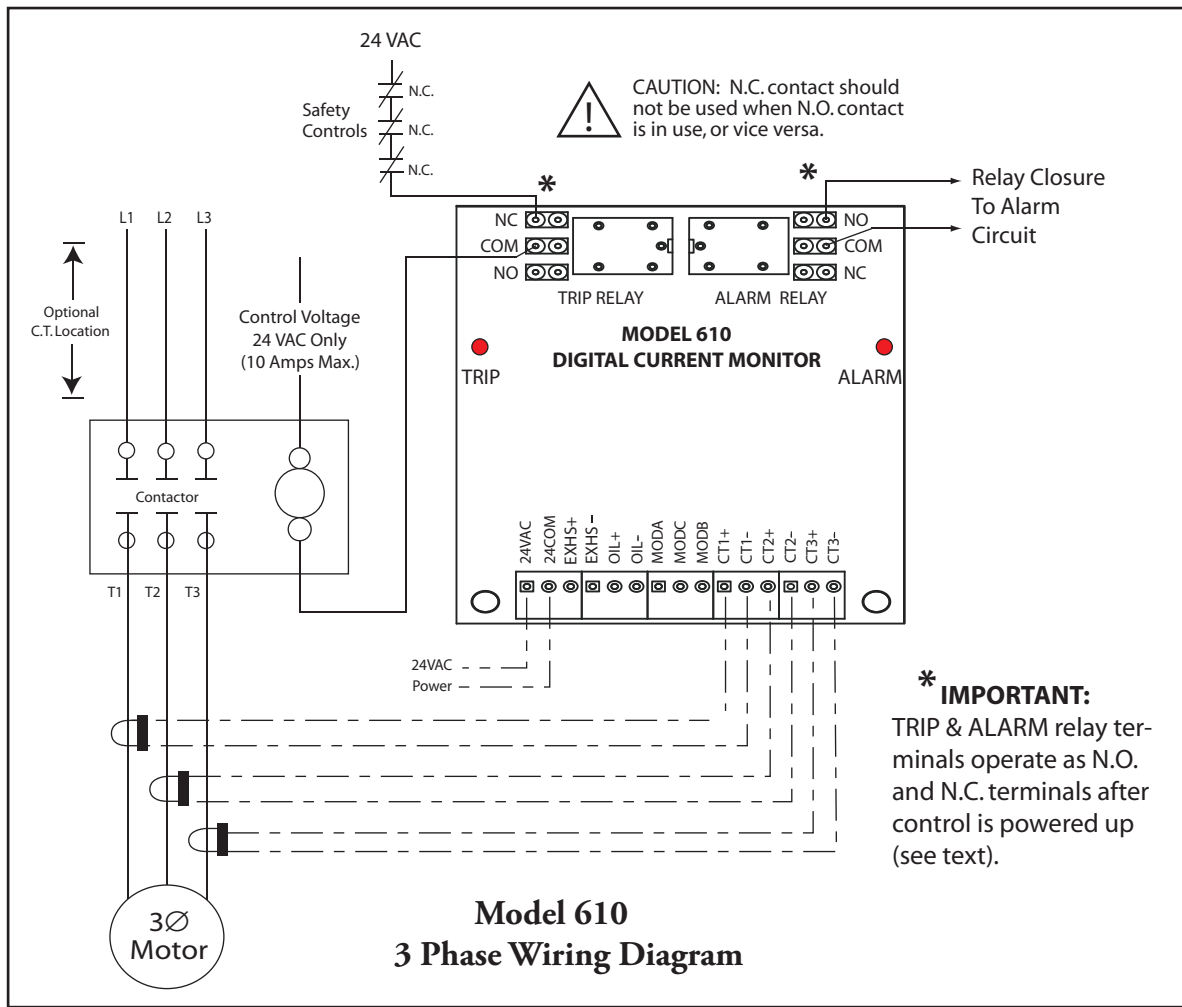 24 VAC
Safety
Controls
N.C.
N.C.
N.C.
!
CAUTION: N.C. contact should
not be used when N.O. contact
is in use, or vice versa.
*
*
Relay Closure
To Alarm
Circuit
L1 L2 L3
NC
COM
NO
NO
COM
NC
TRIP RELAY
ALARM RELAY
Optional
C.T. Location
Control Voltage
24 VAC Only
(10 Amps Max.)
MODEL 610
DIGITAL CURRENT MONITOR
TRIP
ALARM
Contactor
T1 T2 T3
24VAC
24COM
EXHS+
EXHS-
OIL+
OIL-
MODA
MODC
MODB
CT1+
CT1-
CT2+
CT2-
CT3+
CT3-
24VAC
Power
* IMPORTANT:
TRIP & ALARM relay ter-
minals operate as N.O.
and N.C. terminals after
control is powered up
(see text).
3Ø
Motor
Model 610
3 Phase Wiring Diagram